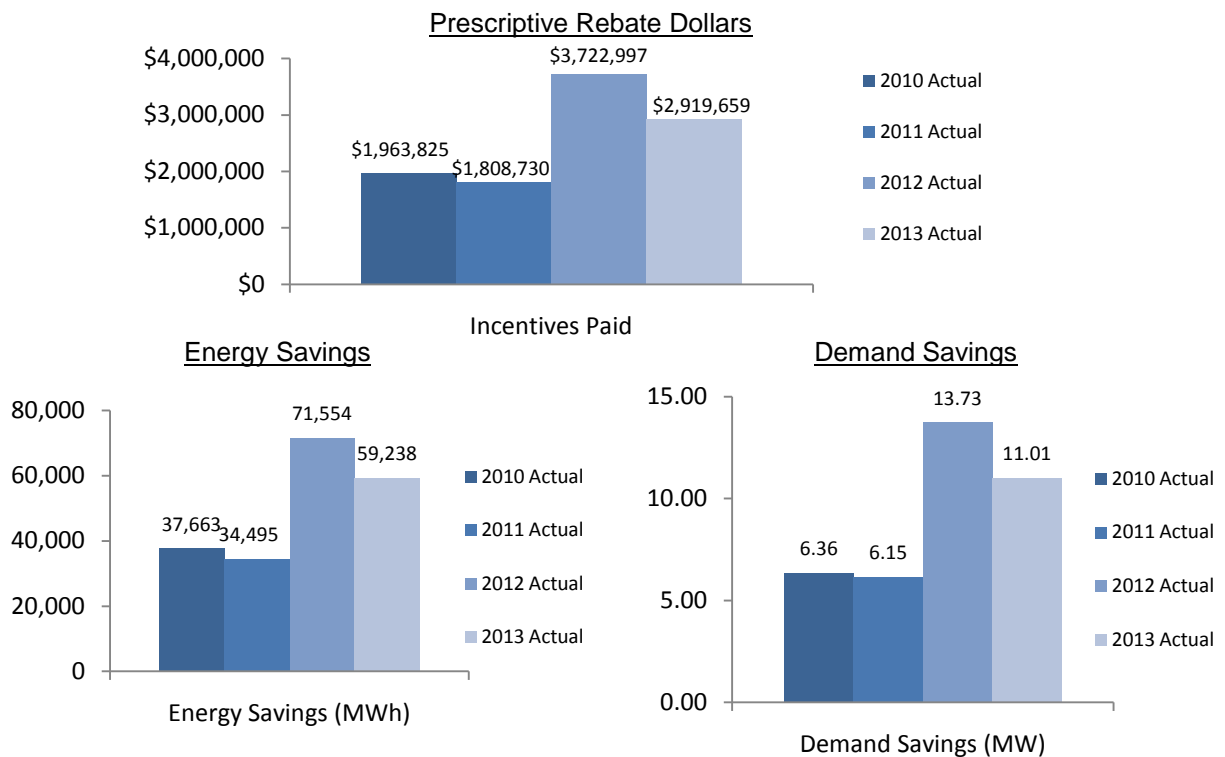 Prescriptive Rebate Dollars
$4,000,000
$3,000,000
$2,000,000
$1,000,000
$0
$1,963,825
$1,808,730
$3,722,997
$2,919,659
2010 Actual
2011 Actual
2012 Actual
2013 Actual
Incentives Paid
Energy Savings
80,000
60,000
40,000
20,000
0
37,663
34,495
71,554
59,238
2010 Actual
2011 Actual
2012 Actual
2013 Actual
Energy Savings (MWh)
Demand Savings
15.00
10.00
5.00
0.00
6.36
6.15
13.73
11.01
2010 Actual
2011 Actual
2012 Actual
2013 Actual
Demand Savings (MW)